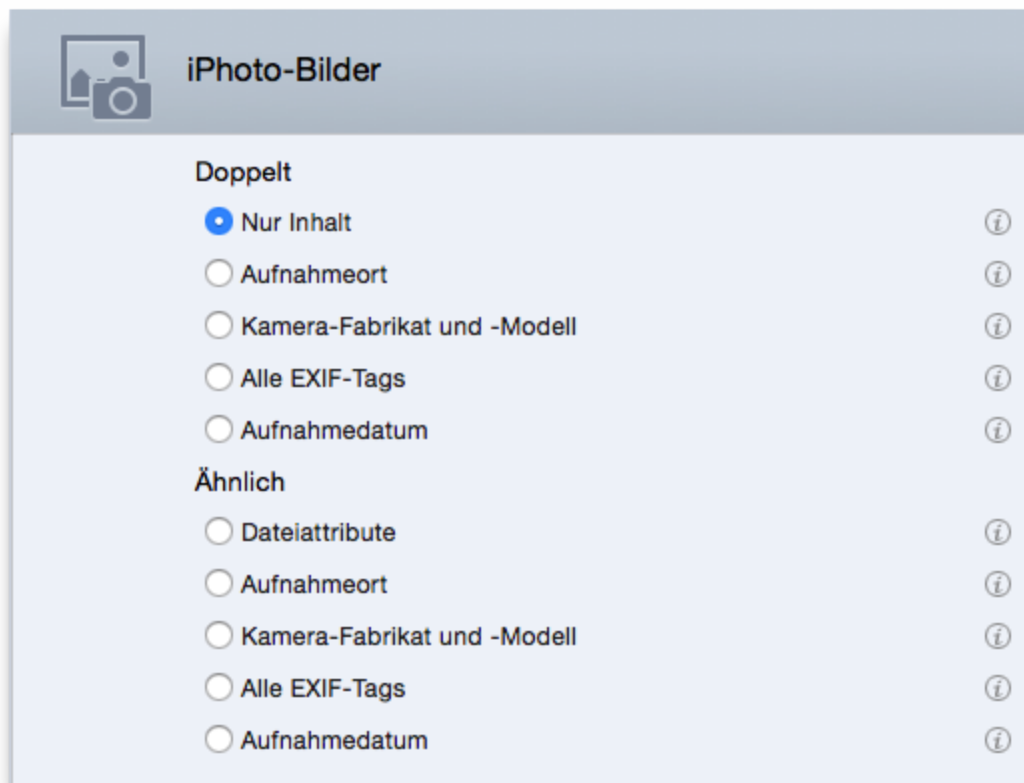 iPhoto-Bilder
Doppelt
Nur Inhalt
Aufnahmeort
Kamera-Fabrikat und -Modell
Alle EXIF-Tags
Aufnahmedatum
Ähnlich
Dateiattribute
Aufnahmeort
Kamera-Fabrikat und -Modell
Alle EXIF-Tags
Aufnahmedatum